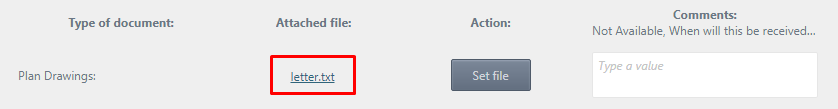 Type of document: Attached file: Action: Comments:
Not Available, When will this be received...
Plan Drawings: letter.txt Set file Type a value